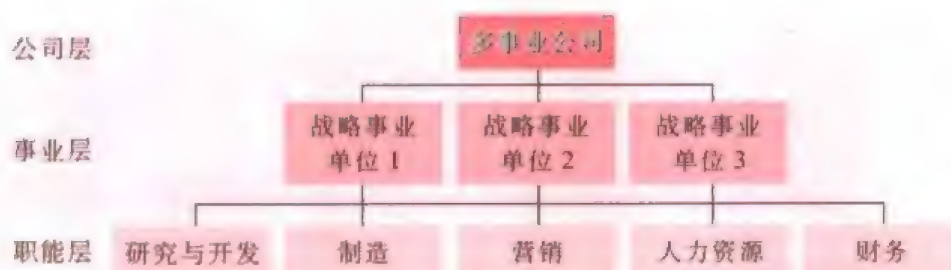 公司层
多事业公司
事业层
战略事业
单位 1
战略事业
单位 2
战略事业
单位 3
职能层
研究与开发
制造
营销
人力资源
财务